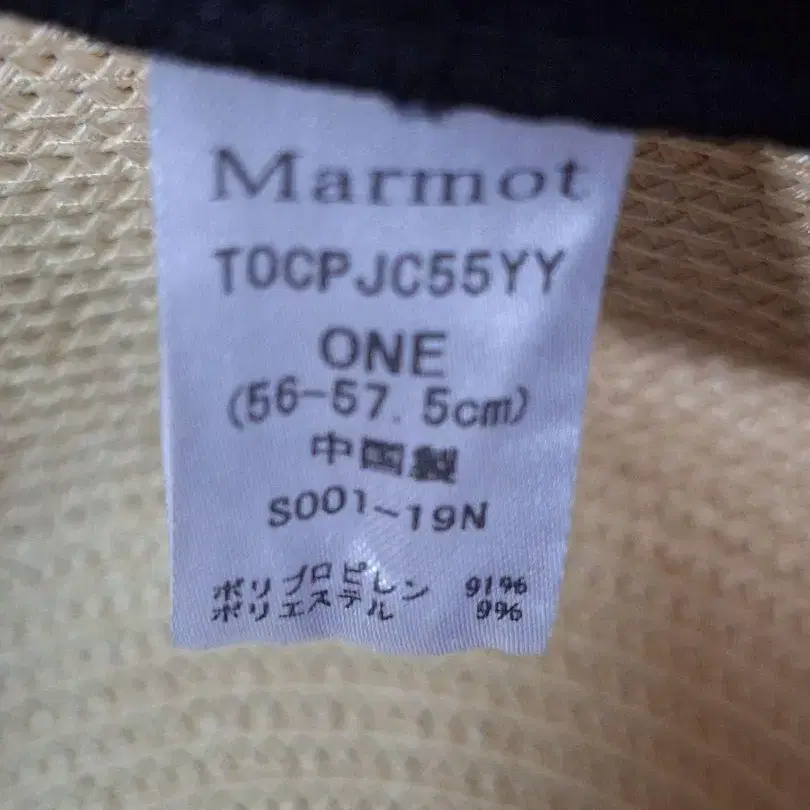 Marmot
TOCPJC55YY
ONE
(56-57.5cm)
中国製
S001~19N
ポリプロピレン 91%
ポリエステル 9%